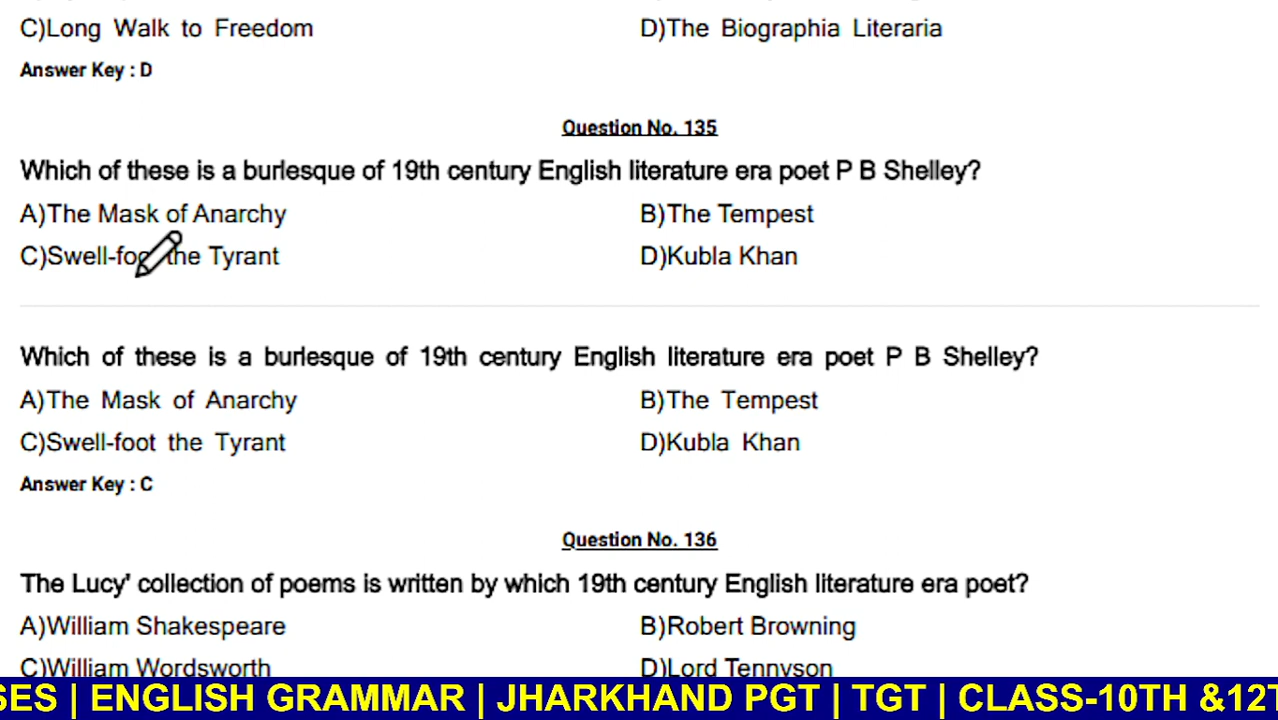 C)Long Walk to Freedom D)The Biographia Literaria
Answer Key : D
Question No. 135
Which of these is a burlesque of 19th century English literature era poet P B Shelley?
A)The Mask of Anarchy B)The Tempest
C)Swell-foot the Tyrant D)Kubla Khan
Which of these is a burlesque of 19th century English literature era poet P B Shelley?
A)The Mask of Anarchy B)The Tempest
C)Swell-foot the Tyrant D)Kubla Khan
Answer Key : C
Question No. 136
The Lucy' collection of poems is written by which 19th century English literature era poet?
A)William Shakespeare B)Robert Browning
C)William Wordsworth D)Lord Tennyson
SES | ENGLISH GRAMMAR | JHARKHAND PGT | TGT | CLASS-10TH &12T